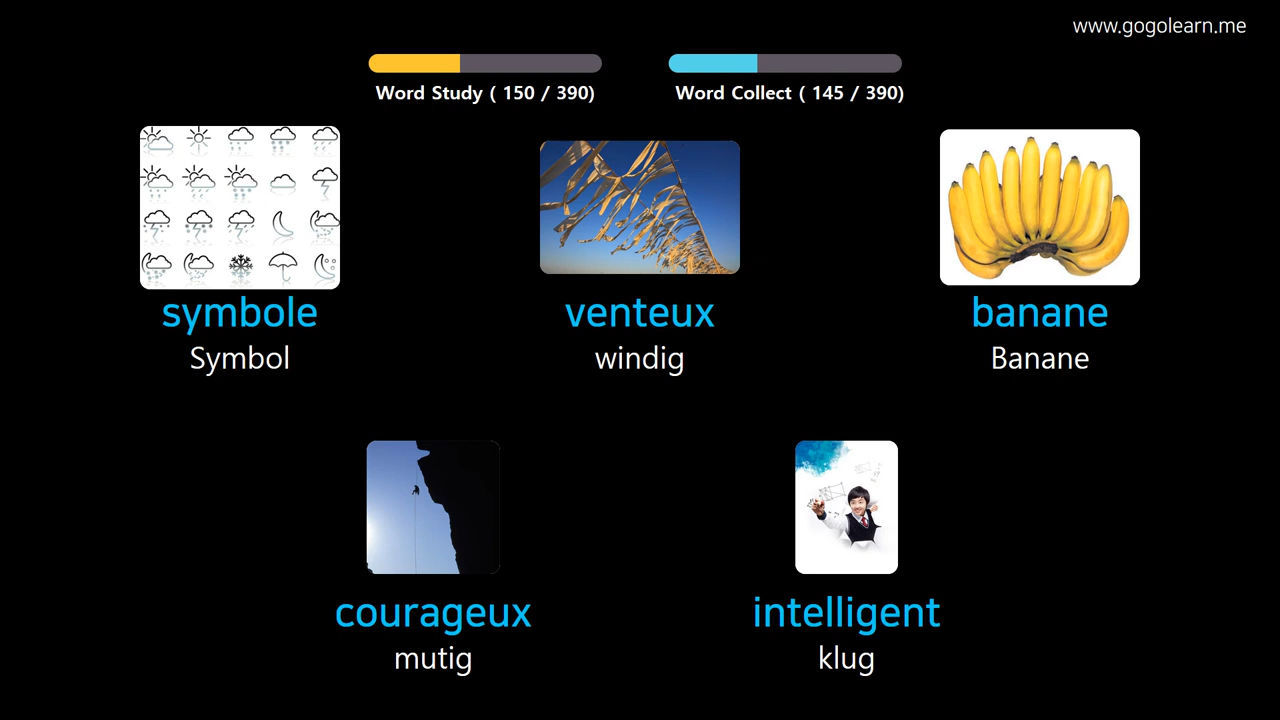 www.gogolearn.me
Word Study ( 150 / 390)
Word Collect ( 145 / 390)
symbole
Symbol
venteux
windig
banane
Banane
courageux
mutig
intelligent
klug